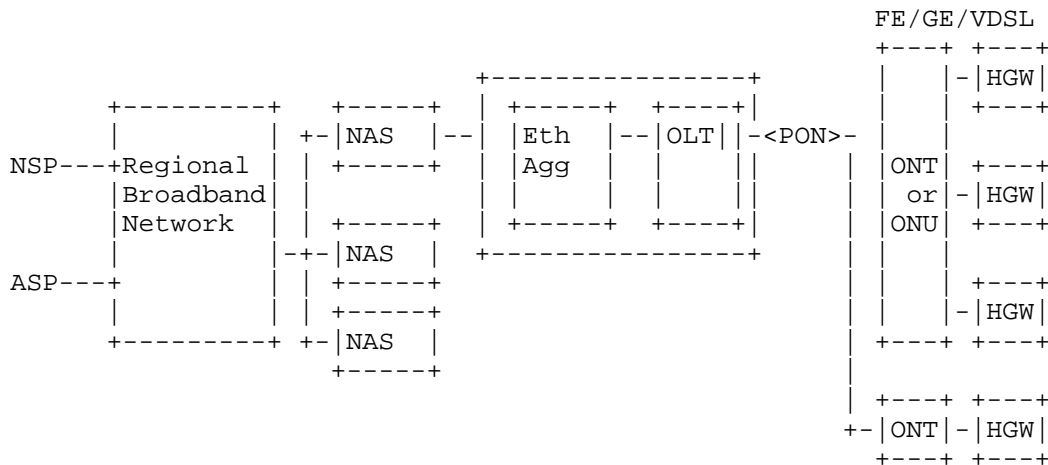 FE/GE/VDSL
HGW
NAS Eth OLT <PON>
NSP Regional Agg ONT
Broadband or HGW
Network ONU
NAS
ASP
HGW
NAS
ONT HGW